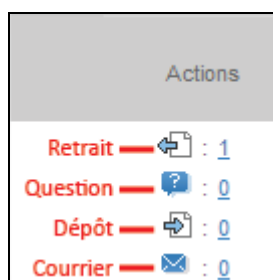 Actions
Retrait : 1
Question ? : 0
Dépôt : 0
Courrier : 0